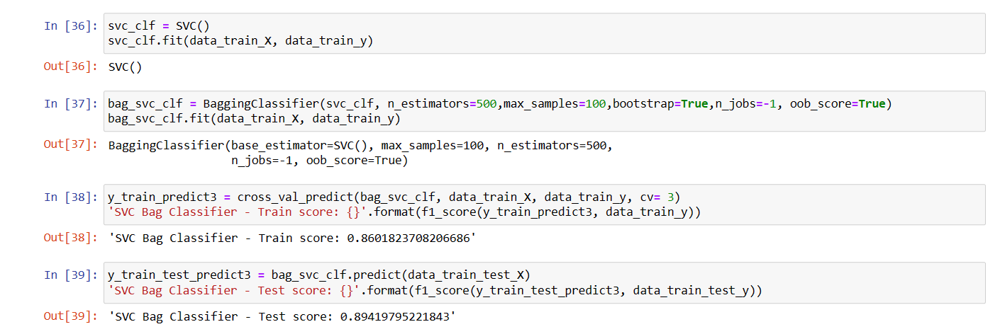 In [36]: svc_clf = SVC()
svc_clf.fit(data_train_X, data_train_y)
Out[36]: SVC()
In [37]: bag_svc_clf = BaggingClassifier(svc_clf, n_estimators=500,max_samples=100,bootstrap=True,n_jobs=-1, oob_score=True)
bag_svc_clf.fit(data_train_X, data_train_y)
Out[37]: BaggingClassifier(base_estimator=SVC(), max_samples=100, n_estimators=500,
n_jobs=-1, oob_score=True)
In [38]: y_train_predict3 = cross_val_predict(bag_svc_clf, data_train_X, data_train_y, cv= 3)
'SVC Bag Classifier - Train score: {}'.format(f1_score(y_train_predict3, data_train_y))
Out[38]: 'SVC Bag Classifier - Train score: 0.8601823708206686'
In [39]: y_train_test_predict3 = bag_svc_clf.predict(data_train_test_X)
'SVC Bag Classifier - Test score: {}'.format(f1_score(y_train_test_predict3, data_train_test_y))
Out[39]: 'SVC Bag Classifier - Test score: 0.89419795221843'